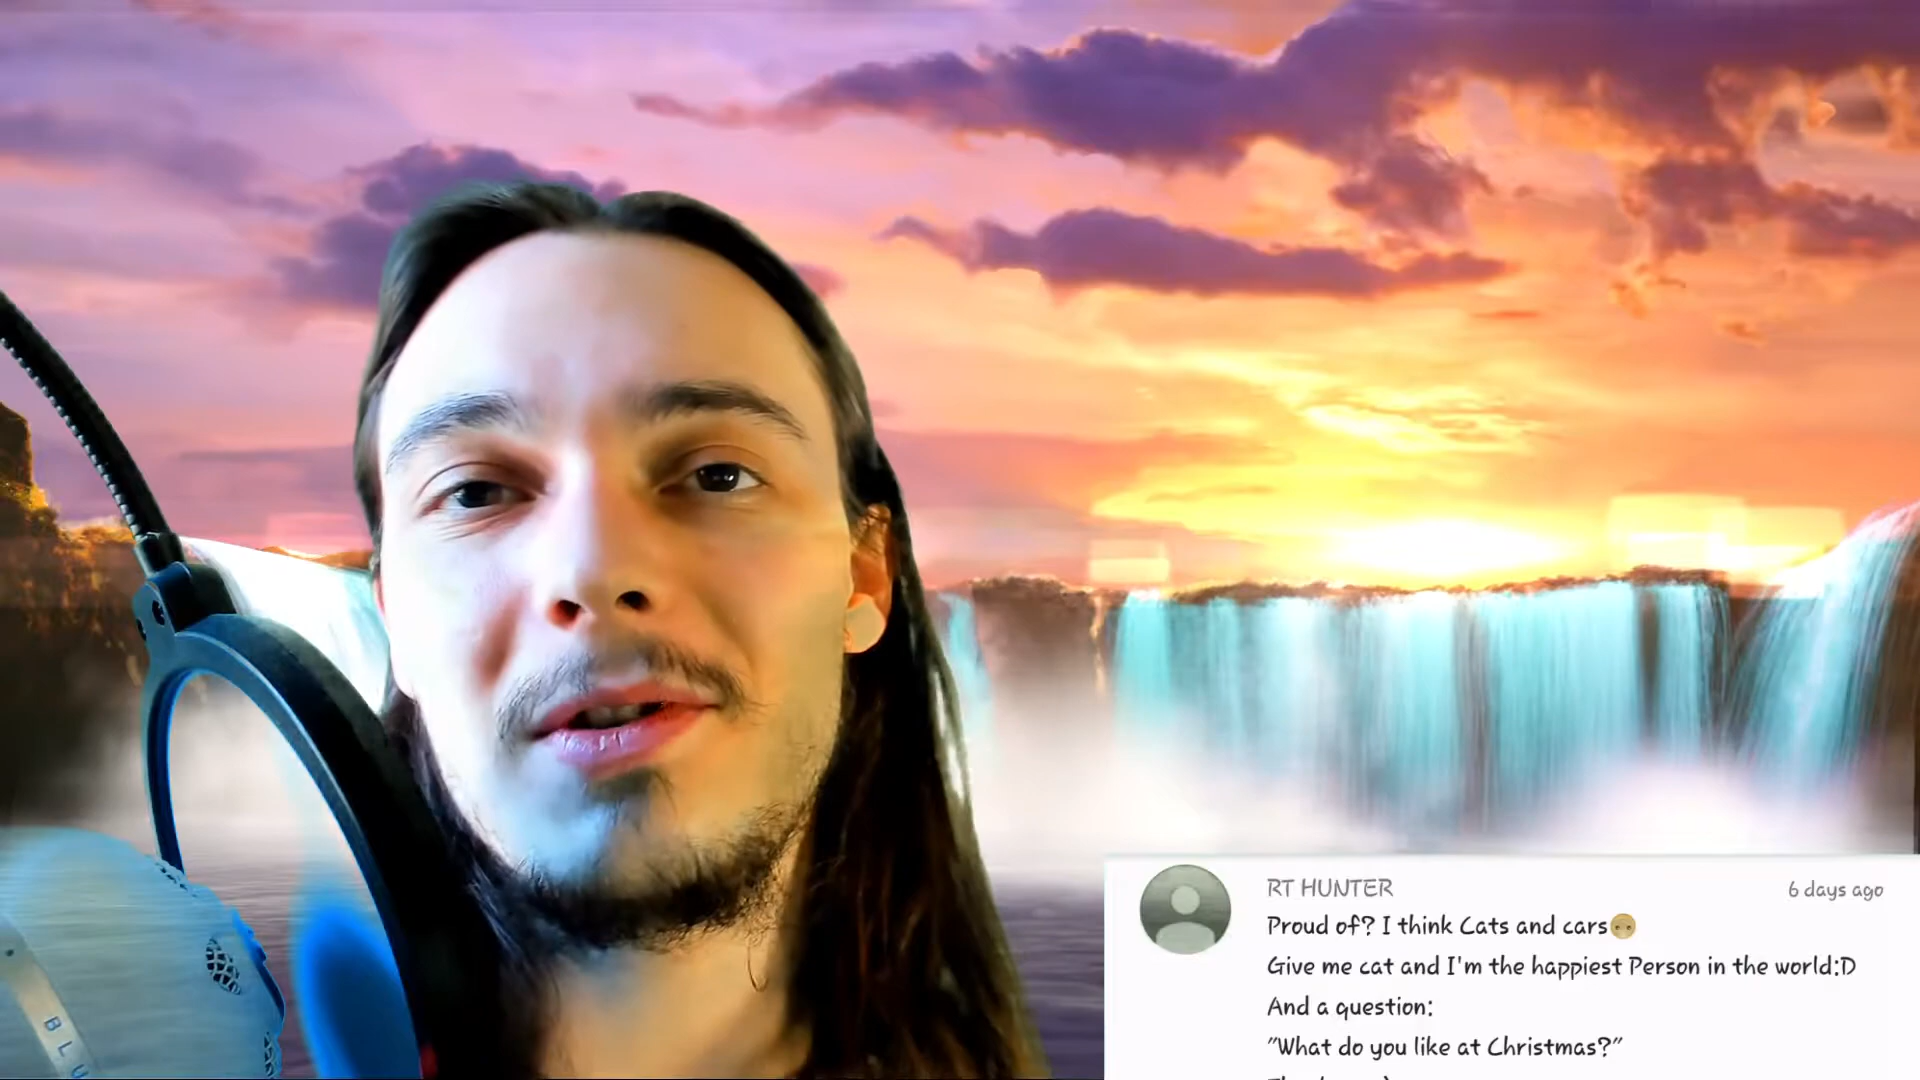 RT HUNTER
6 days ago
Proud of? I think Cats and cars
Give me cat and I'm the happiest Person in the world:D
And a question:
"What do you like at Christmas?"
BLU